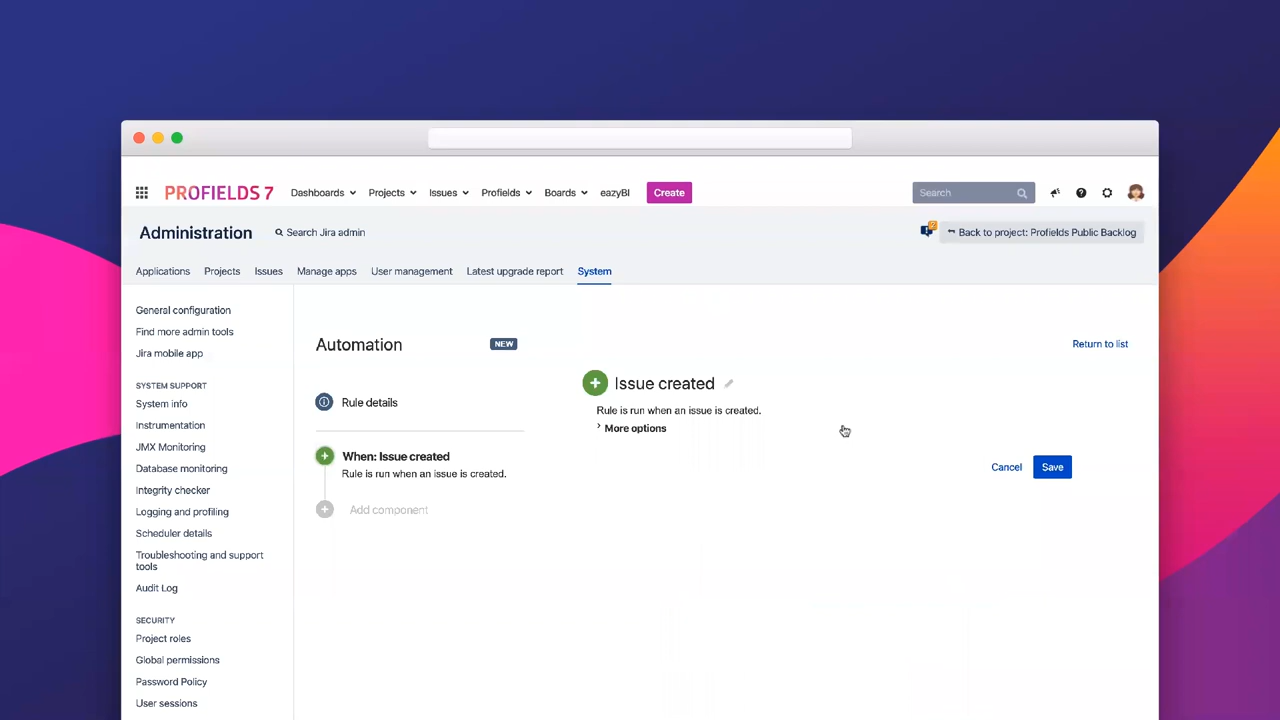 PROFIELDS 7 Dashboards Projects Issues Profields Boards eazyBI Create Search
Administration Search Jira admin Back to project: Profields Public Backlog
Applications Projects Issues Manage apps User management Latest upgrade report System
General configuration
Find more admin tools
Jira mobile app
SYSTEM SUPPORT
System info
Instrumentation
JMX Monitoring
Database monitoring
Integrity checker
Logging and profiling
Scheduler details
Troubleshooting and support
tools
Audit Log
SECURITY
Project roles
Global permissions
Password Policy
User sessions
Automation NEW
Rule details
When: Issue created
Rule is run when an issue is created.
Add component
Return to list
Issue created
Rule is run when an issue is created.
More options
Cancel Save